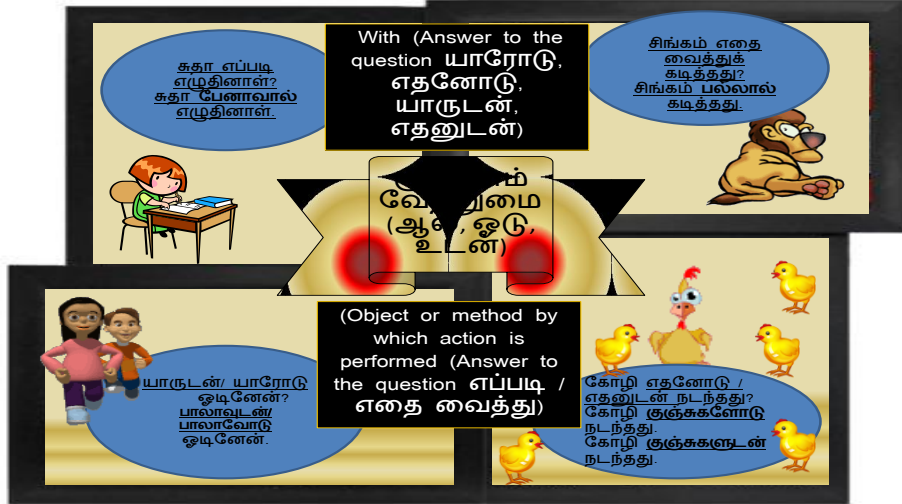 சுதா எப்படி
எழுதினாள்?
சுதா பேனாவால்
எழுதினாள்.
With (Answer to the
question யாரோடு,
எதனோடு,
யாருடன்,
எதனுடன்)
சிங்கம் எதை
வைத்துக்
கடித்தது?
சிங்கம் பல்லால்
கடித்தது.
(ஆல், ஓடு,
உடன்)
யாருடன்/ யாரோடு
ஓடினேன்?
பாலாவுடன்/
பாலாவோடு
ஓடினேன்.
(Object or method by
which action is
performed (Answer to
the question எப்படி /
எதை வைத்து)
கோழி எதனோடு /
எதனுடன் நடந்தது?
கோழி குஞ்சுகளோடு
நடந்தது.
கோழி குஞ்சுகளுடன்
நடந்தது.